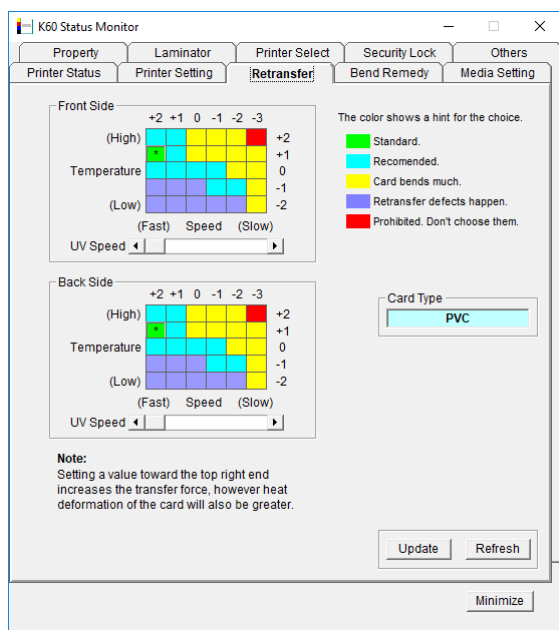 K60 Status Monitor
Property Laminator Printer Select Security Lock Others
Printer Status Printer Setting Retransfer Bend Remedy Media Setting
Front Side
+2 +1 0 -1 -2 -3
(High) +2
* +1
Temperature 0
-1
(Low) -2
(Fast) Speed (Slow)
UV Speed
The color shows a hint for the choice.
Standard.
Recomended.
Card bends much.
Retransfer defects happen.
Prohibited. Don't choose them.
Back Side
+2 +1 0 -1 -2 -3
(High) +2
* +1
Temperature 0
-1
(Low) -2
(Fast) Speed (Slow)
UV Speed
Card Type
PVC
Note:
Setting a value toward the top right end
increases the transfer force, however heat
deformation of the card will also be greater.
Update Refresh
Minimize